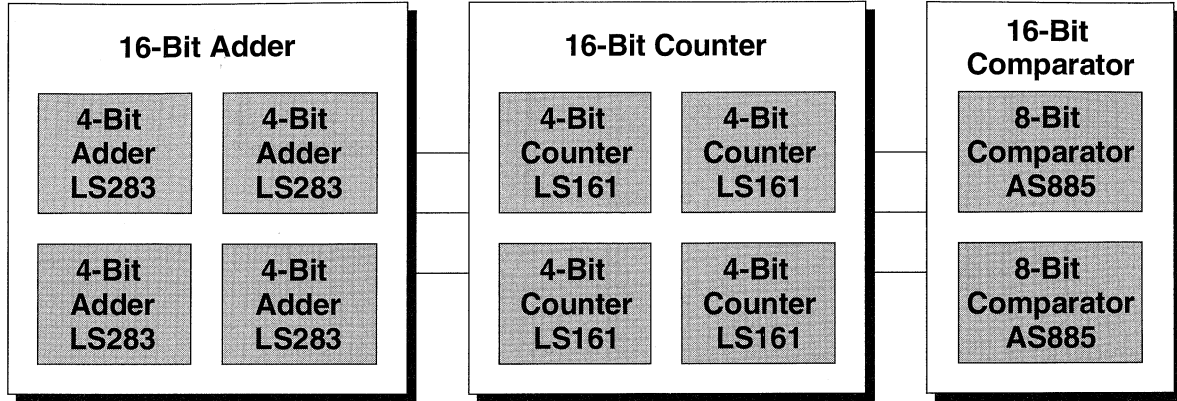 16-Bit Adder
4-Bit
Adder
LS283
4-Bit
Adder
LS283
4-Bit
Adder
LS283
4-Bit
Adder
LS283
16-Bit Counter
4-Bit
Counter
LS161
4-Bit
Counter
LS161
4-Bit
Counter
LS161
4-Bit
Counter
LS161
16-Bit
Comparator
8-Bit
Comparator
AS885
8-Bit
Comparator
AS885